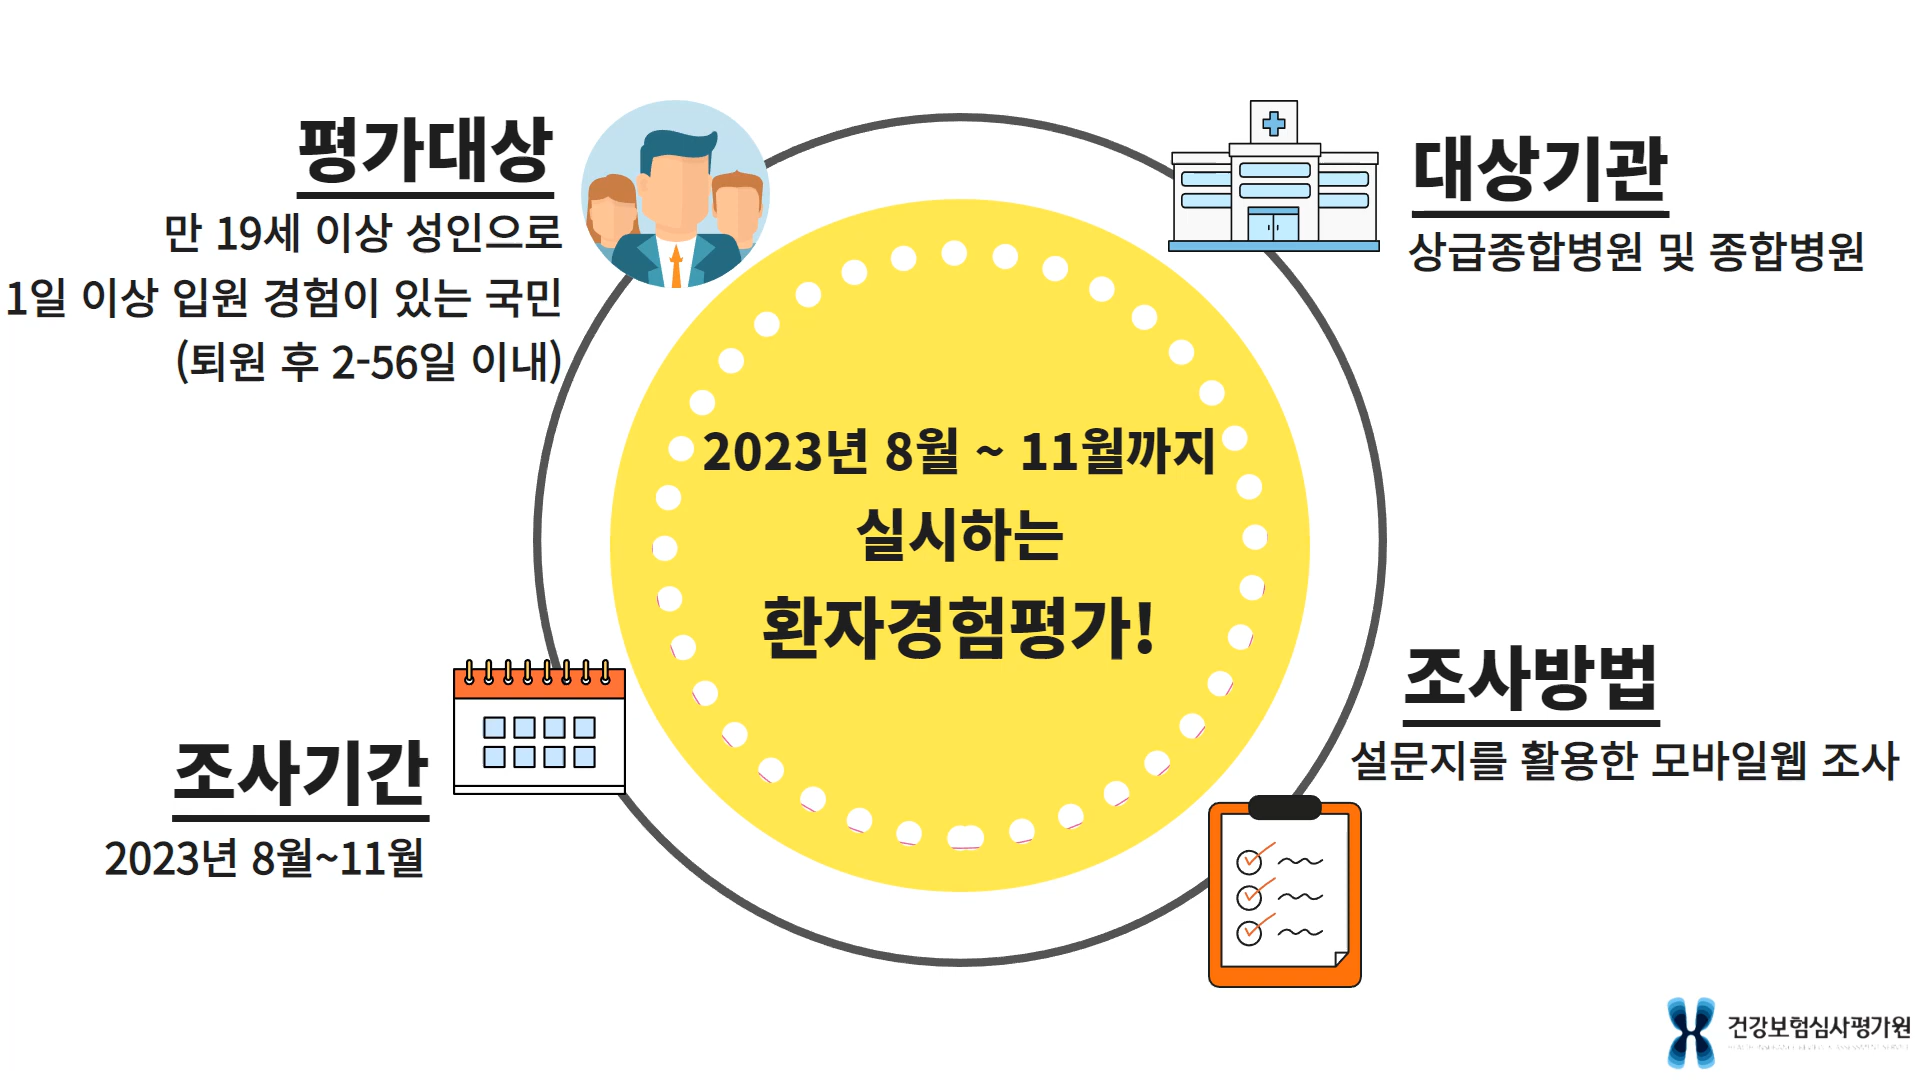 평가대상
만 19세 이상 성인으로
1일 이상 입원 경험이 있는 국민
(퇴원 후 2-56일 이내)
대상기관
상급종합병원 및 종합병원
2023년 8월 ~ 11월까지
실시하는
환자경험평가!
조사기간
2023년 8월~11월
조사방법
설문지를 활용한 모바일웹 조사
건강보험심사평가원